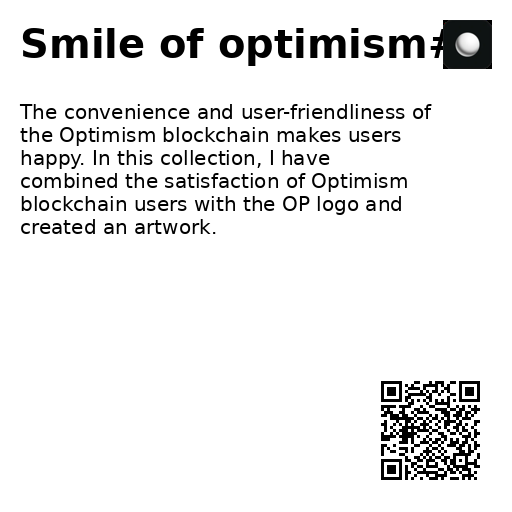 Smile of optimism#
The convenience and user-friendliness of
the Optimism blockchain makes users
happy. In this collection, I have
combined the satisfaction of Optimism
blockchain users with the OP logo and
created an artwork.